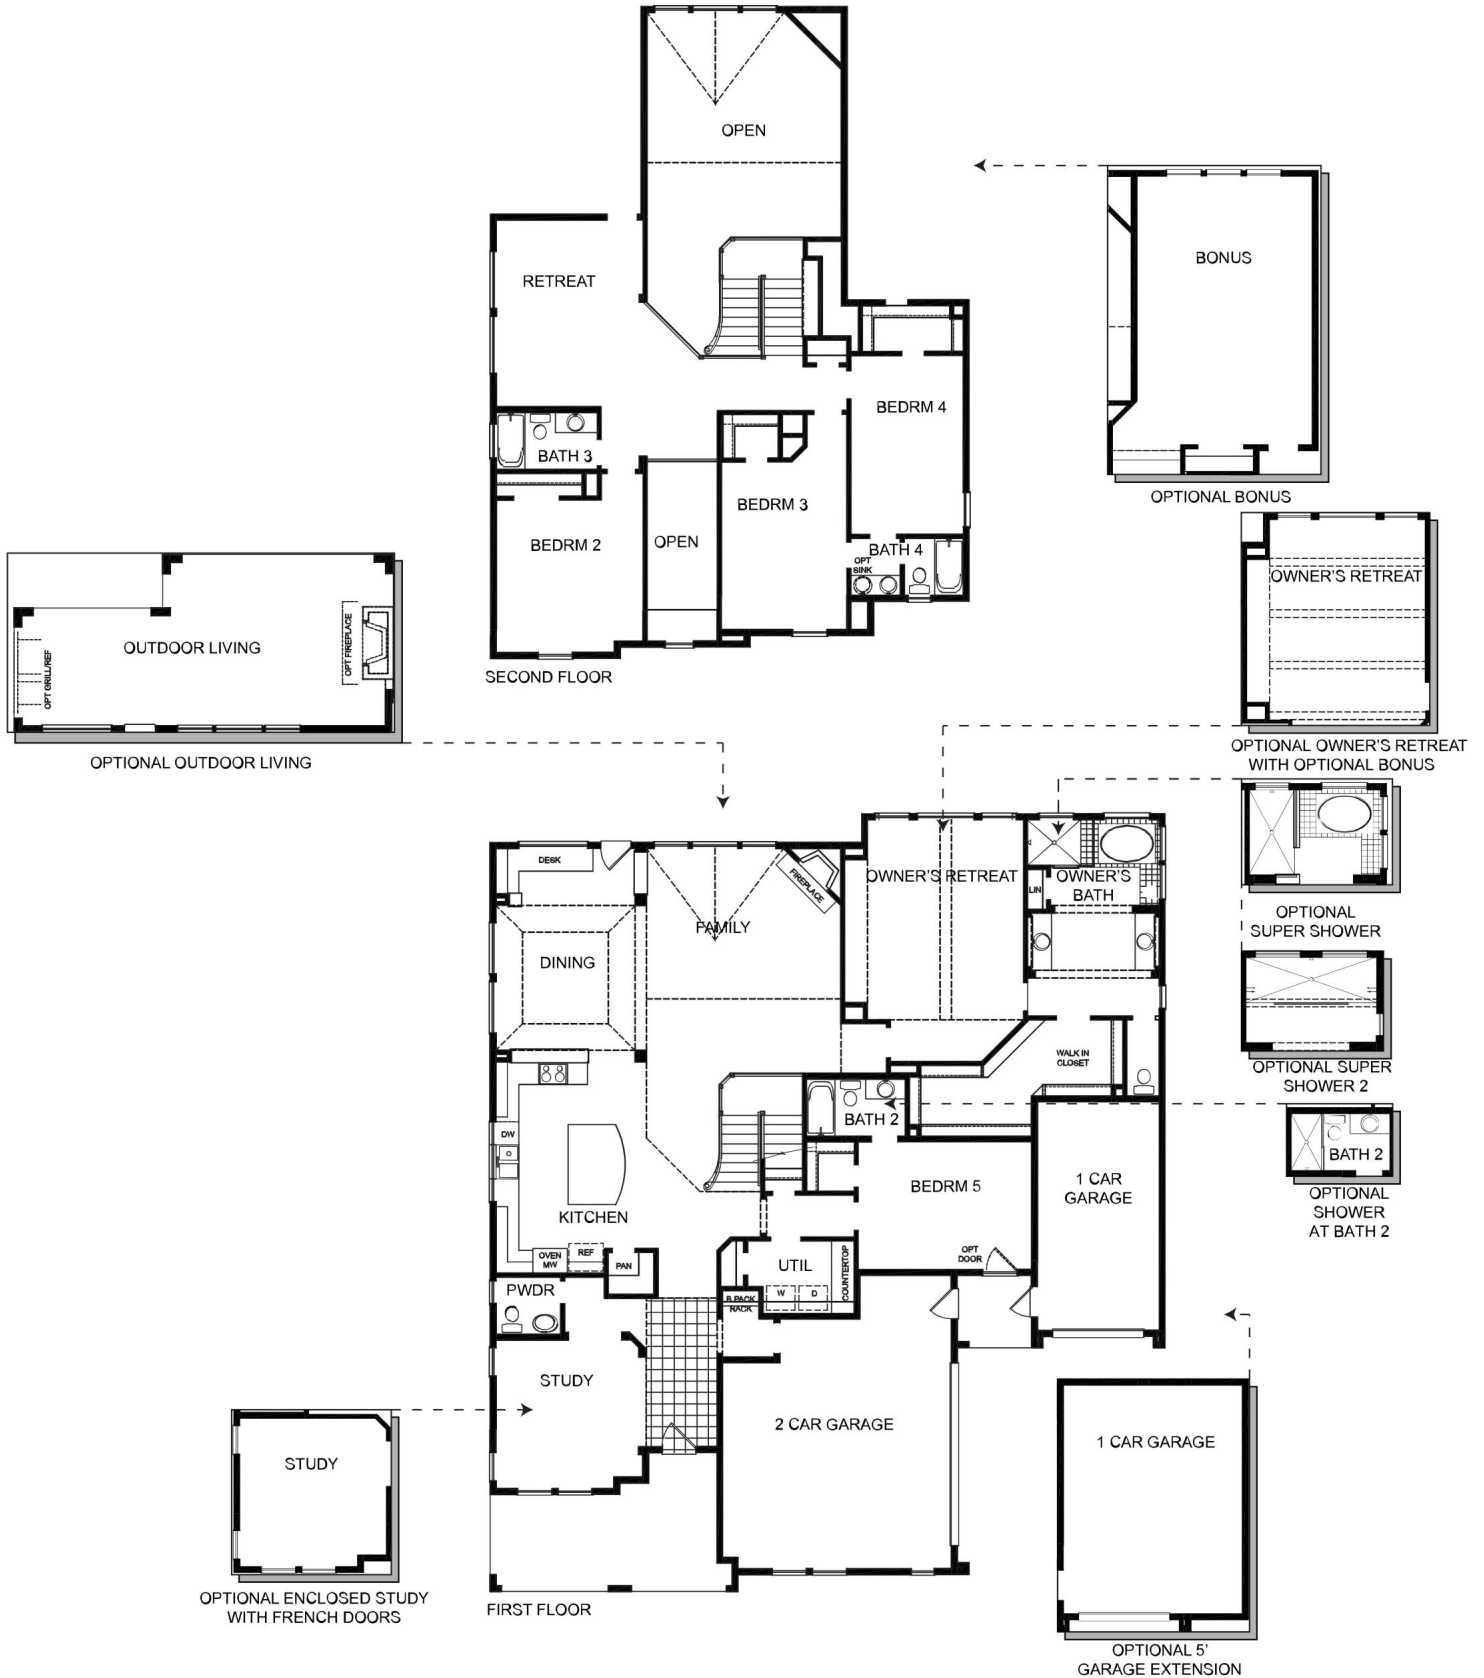 OPEN
RETREAT
BATH 3
BEDRM 2
OPEN
BEDRM 3
BEDRM 4
BATH 4
OPT
SINK
SECOND FLOOR
BONUS
OPTIONAL BONUS
OUTDOOR LIVING
OPT GRILL/REF
OPT FIREPLACE
OPTIONAL OUTDOOR LIVING
OWNER'S RETREAT
OPTIONAL OWNER'S RETREAT
WITH OPTIONAL BONUS
OPTIONAL
SUPER SHOWER
OPTIONAL SUPER
SHOWER 2
BATH 2
OPTIONAL
SHOWER
AT BATH 2
DESK
FIREPLACE
FAMILY
DINING
OWNER'S RETREAT
LIN
OWNER'S
BATH
WALK IN
CLOSET
BATH 2
DW
KITCHEN
OVEN
MW
REF
PAN
BEDRM 5
OPT
DOOR
1 CAR
GARAGE
UTIL
W
D
COUNTERTOP
B.PACK
RACK
PWDR
STUDY
2 CAR GARAGE
FIRST FLOOR
STUDY
OPTIONAL ENCLOSED STUDY
WITH FRENCH DOORS
1 CAR GARAGE
OPTIONAL 5'
GARAGE EXTENSION